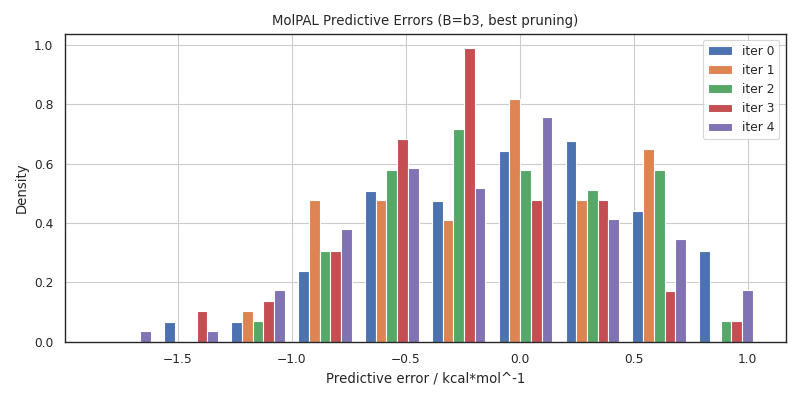 MolPAL Predictive Errors (B=b3, best pruning)
iter 0
iter 1
iter 2
iter 3
iter 4
Density
1.0
0.8
0.6
0.4
0.2
0.0
−1.5 −1.0 −0.5 0.0 0.5 1.0
Predictive error / kcal*mol^-1